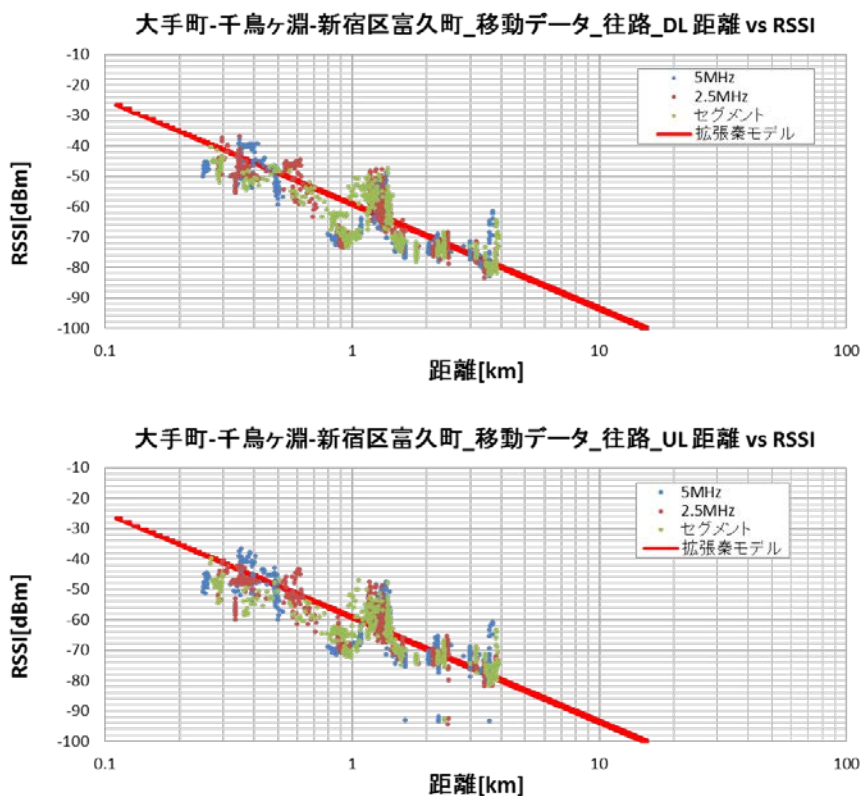 大手町-千鳥ヶ淵-新宿区富久町_移動データ_往路_DL 距離 vs RSSI
-10
-20
-30
-40
-50
-60
-70
-80
-90
-100
RSSI[dBm]
5MHz
2.5MHz
セグメント
拡張秦モデル
0.1
1
10
100
距離[km]
大手町-千鳥ヶ淵-新宿区富久町_移動データ_往路_UL 距離 vs RSSI
-10
-20
-30
-40
-50
-60
-70
-80
-90
-100
RSSI[dBm]
5MHz
2.5MHz
セグメント
拡張秦モデル
0.1
1
10
100
距離[km]